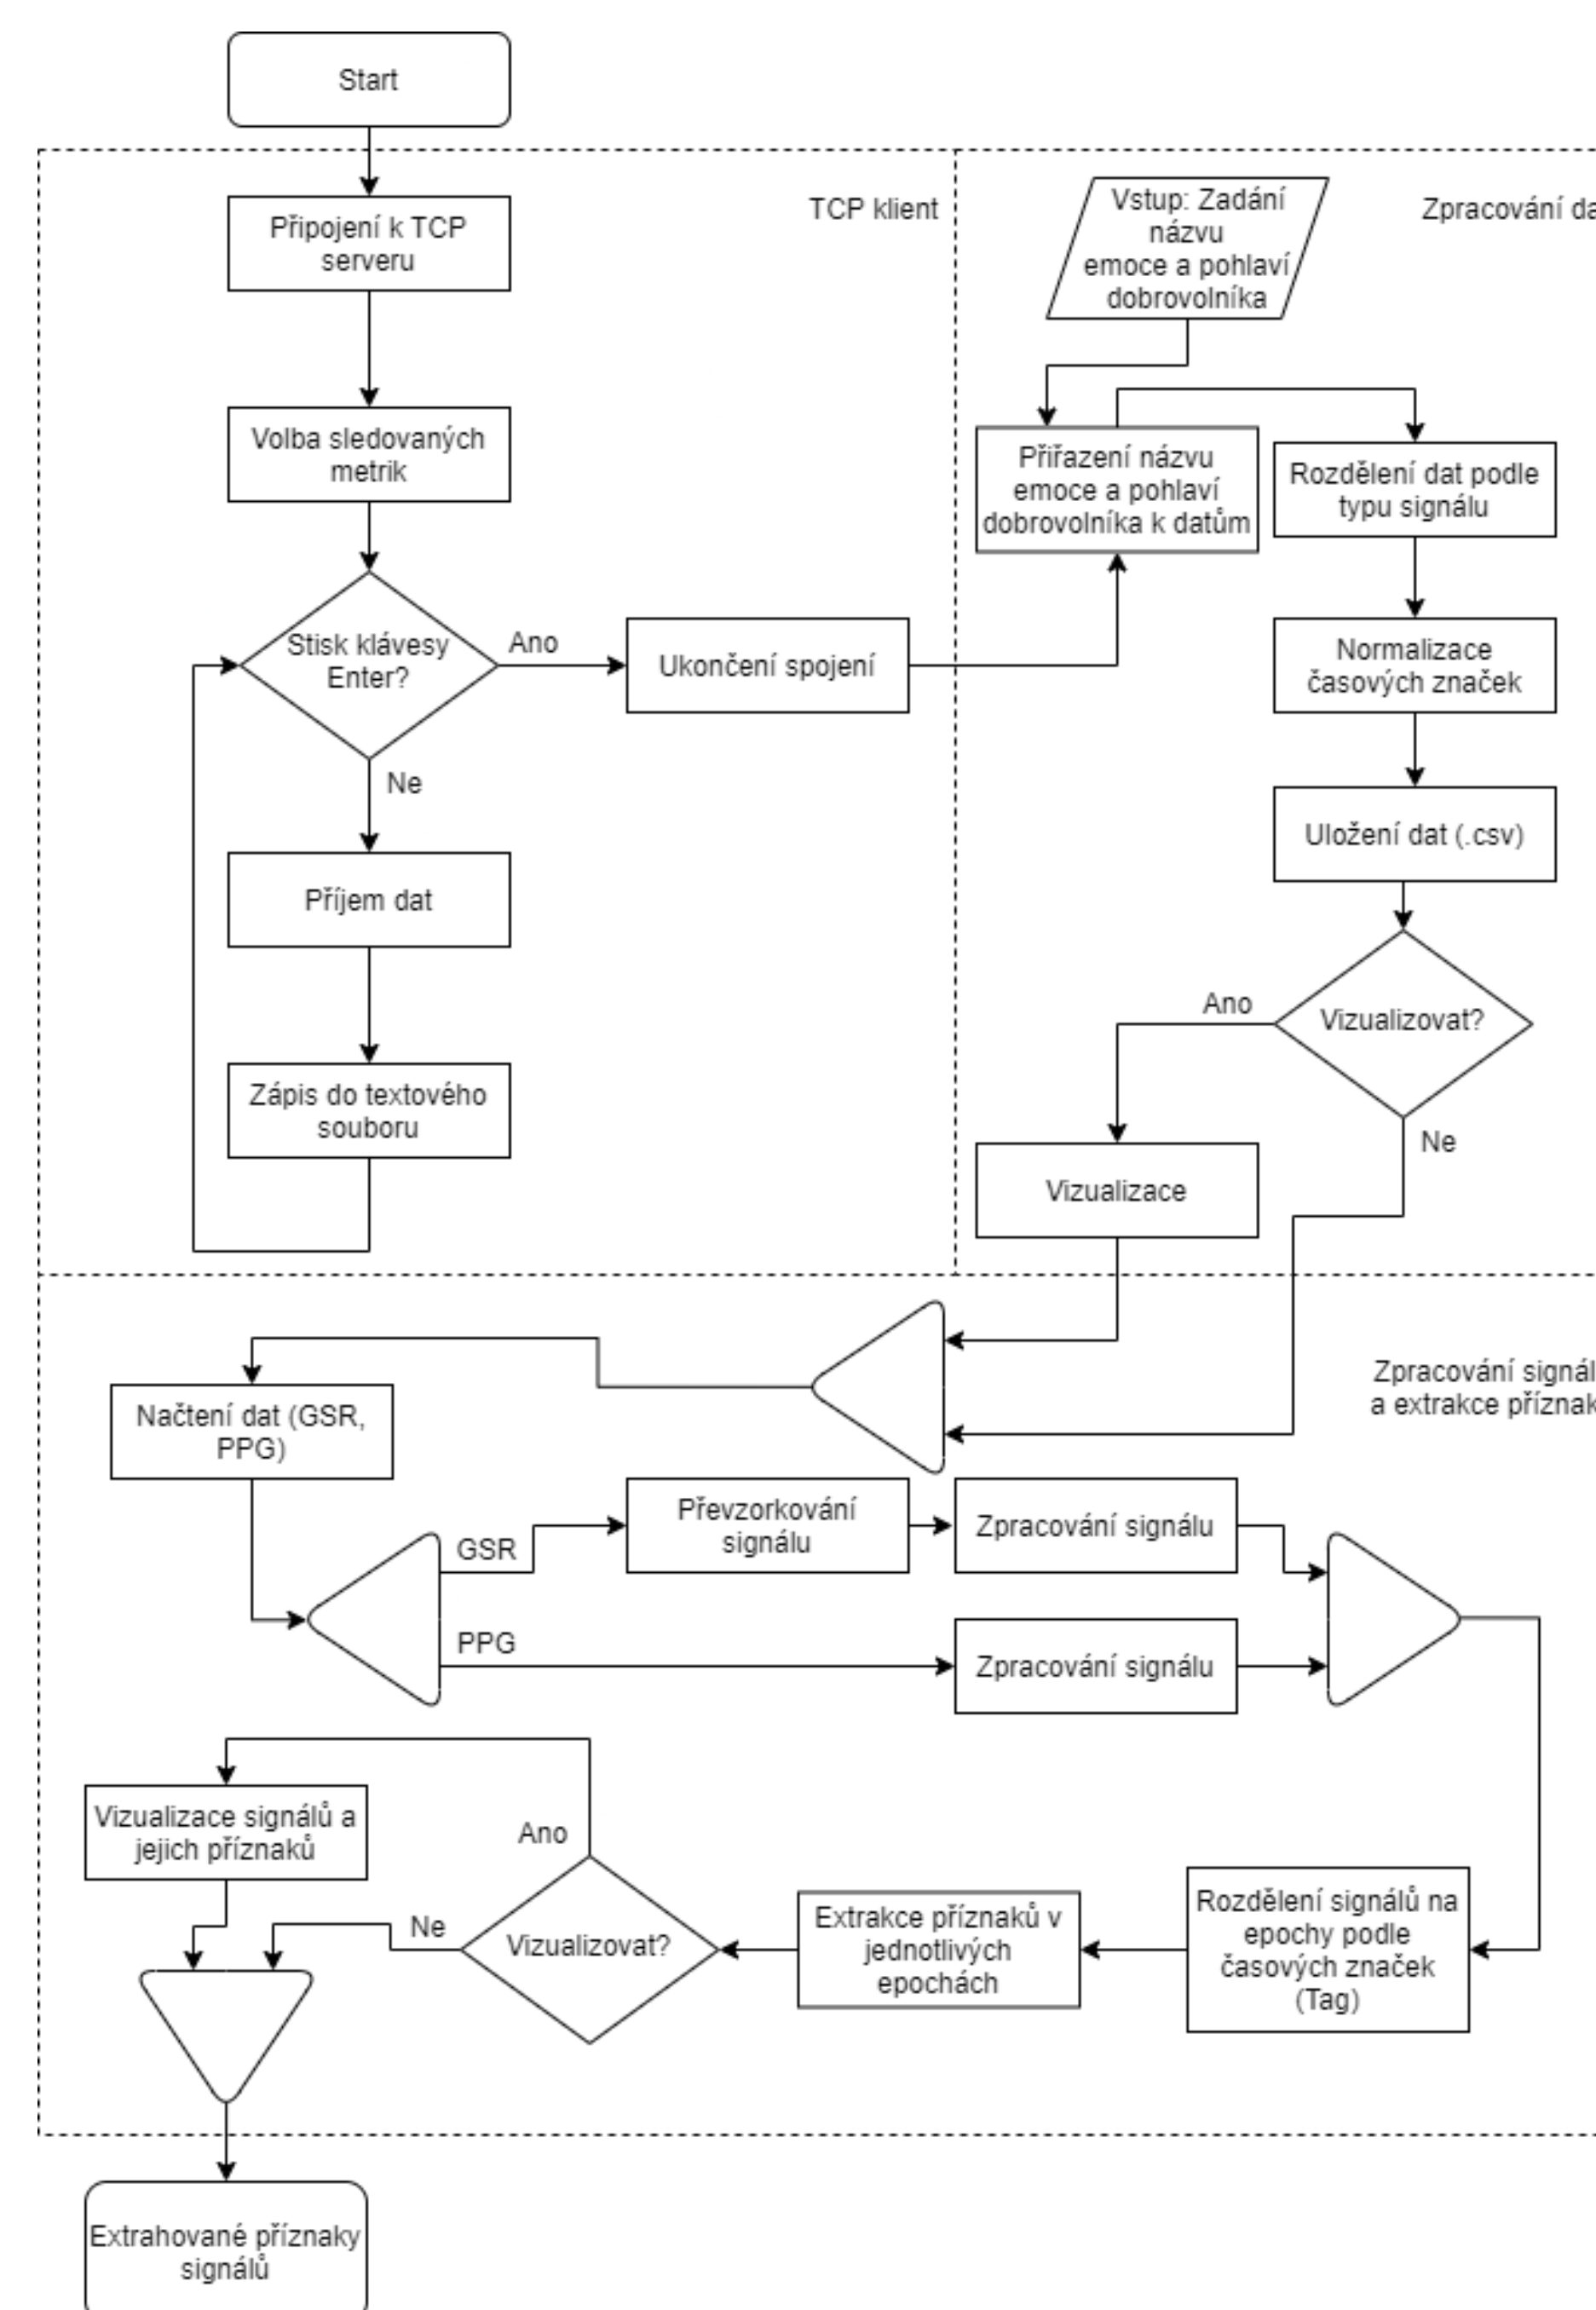 Start
TCP klient
Připojení k TCP
serveru
Volba sledovaných
metrik
Stisk klávesy
Enter?
Ano
Ukončení spojení
Ne
Příjem dat
Zápis do textového
souboru
Zpracování
Vstup: Zadání
názvu
emoce a pohlaví
dobrovolníka
Přiřazení názvu
emoce a pohlaví
dobrovolníka k datům
Rozdělení dat podle
typu signálu
Normalizace
časových značek
Uložení dat (.csv)
Vizualizovat?
Ano
Ne
Vizualizace
Zpracování
a extrakce
Načtení dat (GSR,
PPG)
GSR
Převzorkování
signálu
Zpracování signálu
PPG
Zpracování signálu
Rozdělení signálů na
epochy podle
časových značek
(Tag)
Extrakce příznaků v
jednotlivých
epochách
Vizualizovat?
Ano
Ne
Vizualizace signálů a
jejich příznaků
Extrahované příznaky
signálů